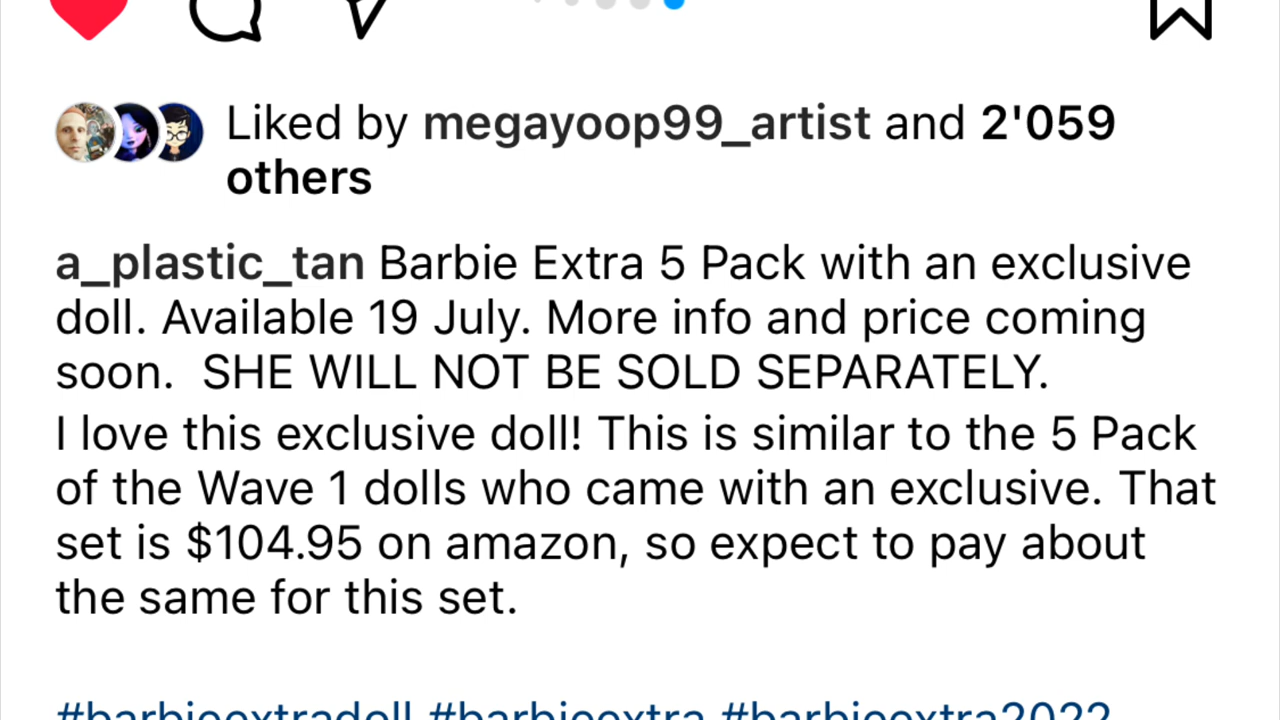 Liked by megayoop99_artist and 2'059
others
a_plastic_tan Barbie Extra 5 Pack with an exclusive
doll. Available 19 July. More info and price coming
soon.  SHE WILL NOT BE SOLD SEPARATELY.
I love this exclusive doll! This is similar to the 5 Pack
of the Wave 1 dolls who came with an exclusive. That
set is $104.95 on amazon, so expect to pay about
the same for this set.
#barbieextradoll #barbieextra #barbieextra2022